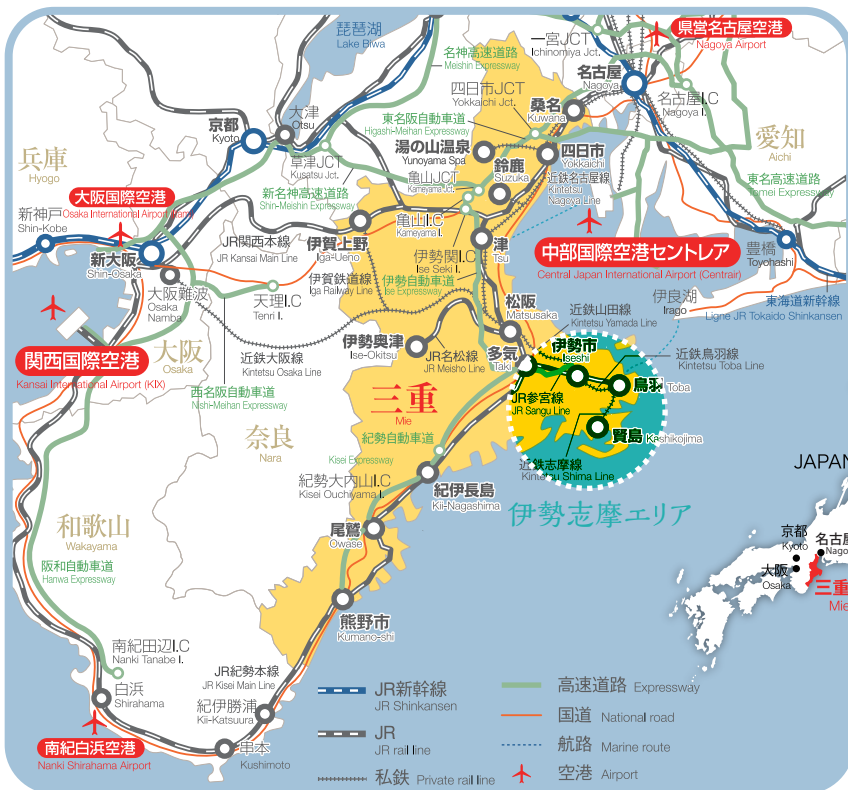 県営名古屋空港
Nagoya Airport
一宮JCT
Ichinomiya Jct.
琵琶湖
Lake Biwa
名神高速道路
Meishin Expressway
名古屋
Nagoya
四日市JCT
Yokkaichi Jct.
桑名
Kuwana
名古屋I.C
Nagoya I.
大津
Otsu
京都
Kyoto
東名阪自動車道
Higashi-Meihan Expressway
愛知
Aichi
兵庫
Hyogo
草津JCT
Kusatsu Jct.
湯の山温泉
Yunoyama Spa
四日市
Yokkaichi
鈴鹿
Suzuka
亀山JCT
Kameyama Jct.
近鉄名古屋線
Kintetsu
Nagoya Line
東名高速道路
Tomei Expressway
新名神高速道路
Shin-Meishin Expressway
大阪国際空港
Osaka International Airport
新神戸
Shin-Kobe
亀山I.C
Kameyama I.
伊賀上野
Iga-Ueno
津
Tsu
中部国際空港セントレア
Central Japan International Airport (Centrair)
豊橋
Toyohashi
新大阪
Shin-Osaka
JR関西本線
JR Kansai Main Line
伊勢関I.C
Ise Seki I.
伊賀鉄道線
Iga Railway Line
伊勢自動車道
Ise Expressway
大阪難波
Osaka
Namba
天理I.C
Tenri I.
伊良湖
Irago
東海道新幹線
Ligne JR Tokaido Shinkansen
松阪
Matsusaka
近鉄山田線
Kintetsu Yamada Line
関西国際空港
Kansai International Airport (KIX)
大阪
Osaka
近鉄大阪線
Kintetsu Osaka Line
伊勢奥津
Ise-Okitsu
JR名松線
JR Meisho Line
多気
Taki
伊勢市
Iseshi
近鉄鳥羽線
Kintetsu Toba Line
西名阪自動車道
Nishi-Meihan Expressway
三重
Mie
JR参宮線
JR Sangu Line
鳥羽
Toba
賢島
Kashikojima
奈良
Nara
紀勢自動車道
Kisei Expressway
近鉄志摩線
Kintetsu Shima Line
紀勢大内山I.C
Kisei Ouchiyama I.
紀伊長島
Kii-Nagashima
伊勢志摩エリア
JAPAN
和歌山
Wakayama
尾鷲
Owase
阪和自動車道
Hanwa Expressway
京都
Kyoto
名古屋
大阪
Osaka
三重
Mie
熊野市
Kumano-shi
南紀田辺I.C
Nanki Tanabe I.
白浜
Shirahama
JR紀勢本線
JR Kisei Main Line
紀伊勝浦
Kii-Katsuura
南紀白浜空港
Nanki Shirahama Airport
串本
Kushimoto
JR新幹線
JR Shinkansen
JR
JR rail line
私鉄 Private rail line
高速道路 Expressway
国道 National road
航路 Marine route
空港 Airport